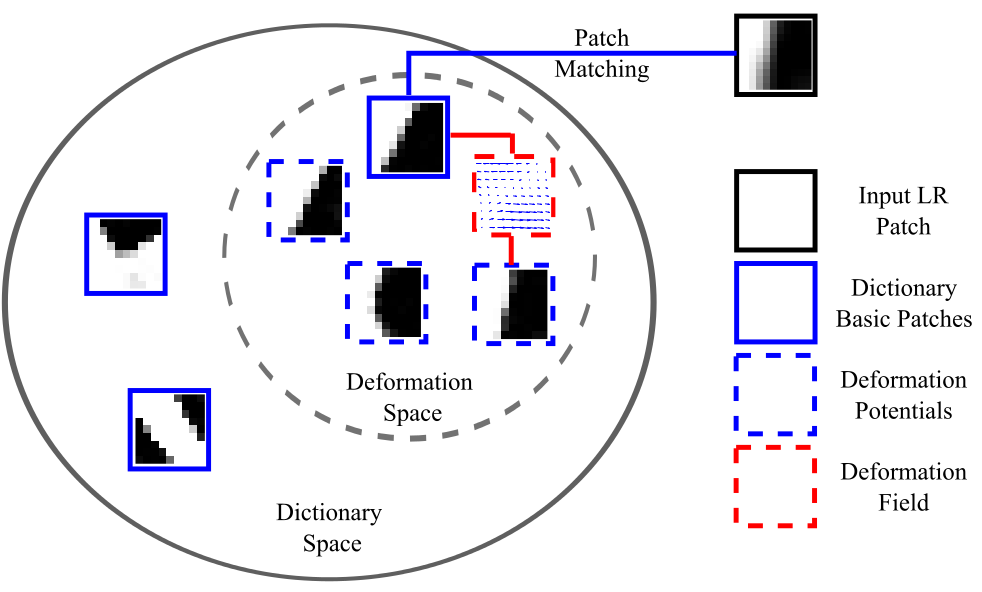 Patch
Matching
Deformation
Space
Dictionary
Space
Input LR
Patch
Dictionary
Basic Patches
Deformation
Potentials
Deformation
Field